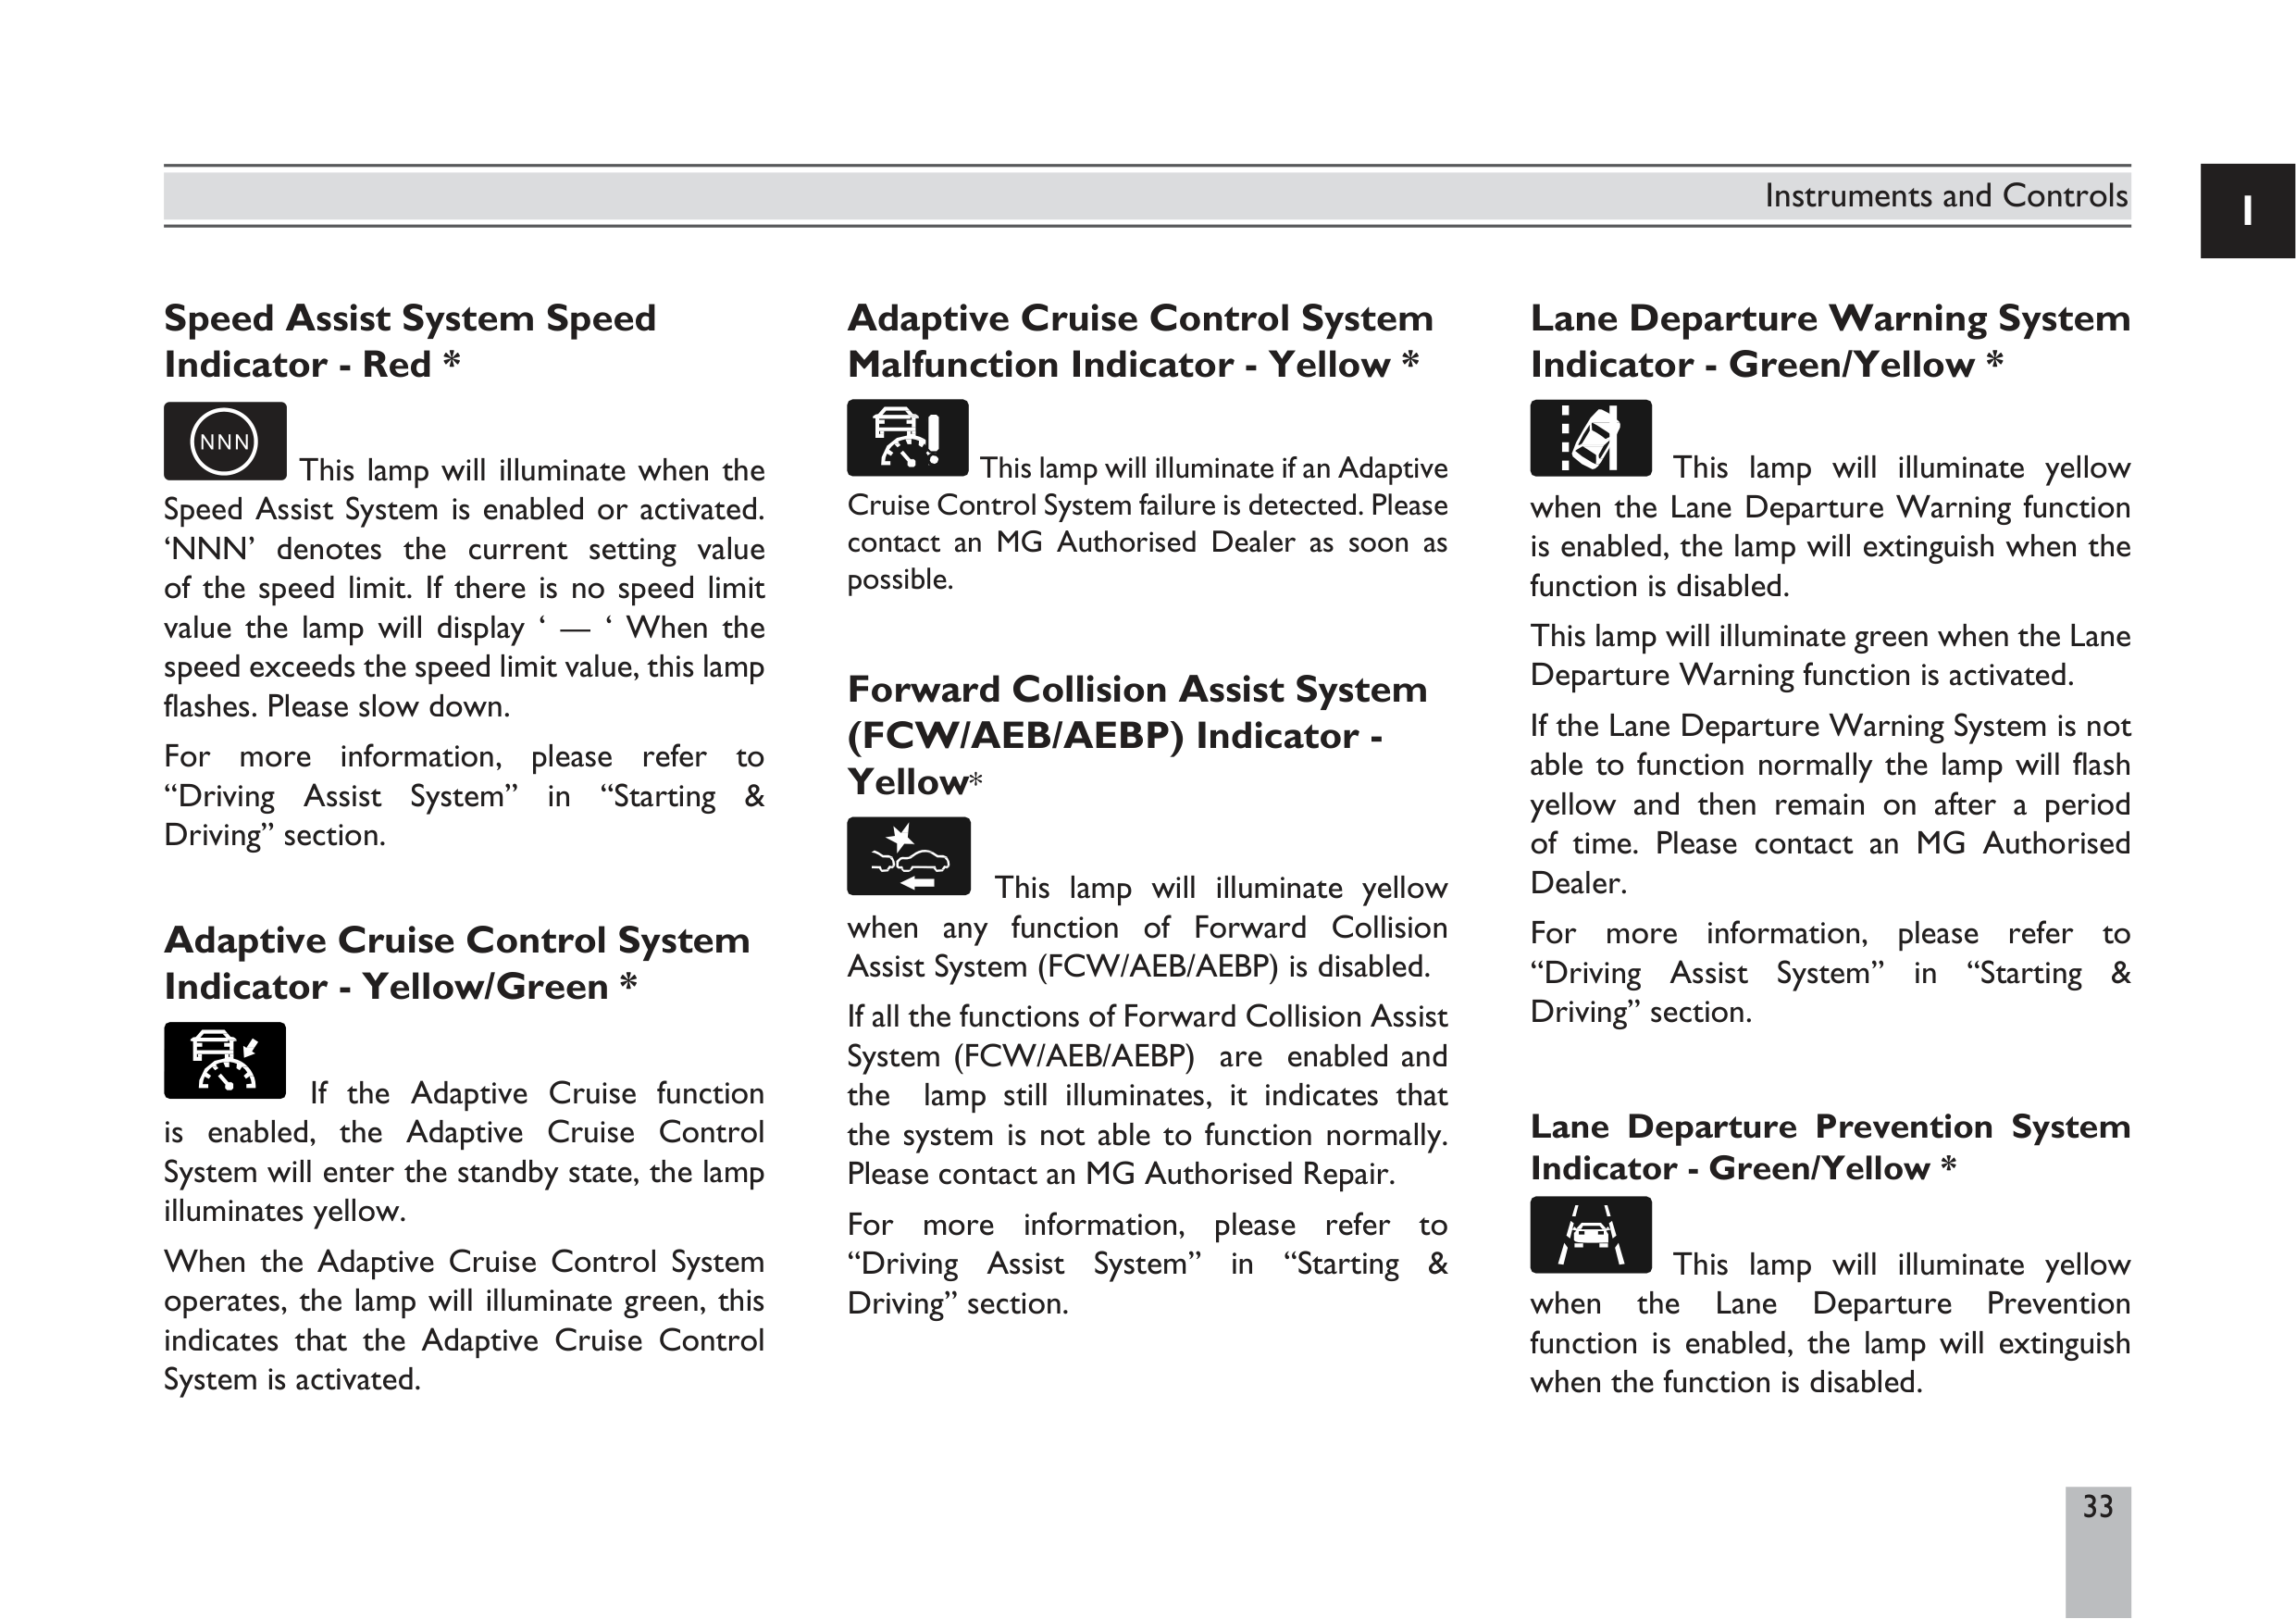 Instruments and Controls
1
Speed Assist System Speed
Indicator - Red *
NNN
This lamp will illuminate when the
Speed Assist System is enabled or activated.
‘NNN’ denotes the current setting value
of the speed limit. If there is no speed limit
value the lamp will display ‘ — ‘ When the
speed exceeds the speed limit value, this lamp
flashes. Please slow down.
For more information, please refer to
“Driving Assist System” in “Starting &
Driving” section.
Adaptive Cruise Control System
Indicator - Yellow/Green *
If the Adaptive Cruise function
is enabled, the Adaptive Cruise Control
System will enter the standby state, the lamp
illuminates yellow.
When the Adaptive Cruise Control System
operates, the lamp will illuminate green, this
indicates that the Adaptive Cruise Control
System is activated.
Adaptive Cruise Control System
Malfunction Indicator - Yellow *
This lamp will illuminate if an Adaptive
Cruise Control System failure is detected. Please
contact an MG Authorised Dealer as soon as
possible.
Forward Collision Assist System
(FCW/AEB/AEBP) Indicator -
Yellow*
This lamp will illuminate yellow
when any function of Forward Collision
Assist System (FCW/AEB/AEBP) is disabled.
If all the functions of Forward Collision Assist
System (FCW/AEB/AEBP) are enabled and
the lamp still illuminates, it indicates that
the system is not able to function normally.
Please contact an MG Authorised Repair.
For more information, please refer to
“Driving Assist System” in “Starting &
Driving” section.
Lane Departure Warning System
Indicator - Green/Yellow *
This lamp will illuminate yellow
when the Lane Departure Warning function
is enabled, the lamp will extinguish when the
function is disabled.
This lamp will illuminate green when the Lane
Departure Warning function is activated.
If the Lane Departure Warning System is not
able to function normally the lamp will flash
yellow and then remain on after a period
of time. Please contact an MG Authorised
Dealer.
For more information, please refer to
“Driving Assist System” in “Starting &
Driving” section.
Lane Departure Prevention System
Indicator - Green/Yellow *
This lamp will illuminate yellow
when the Lane Departure Prevention
function is enabled, the lamp will extinguish
when the function is disabled.
33